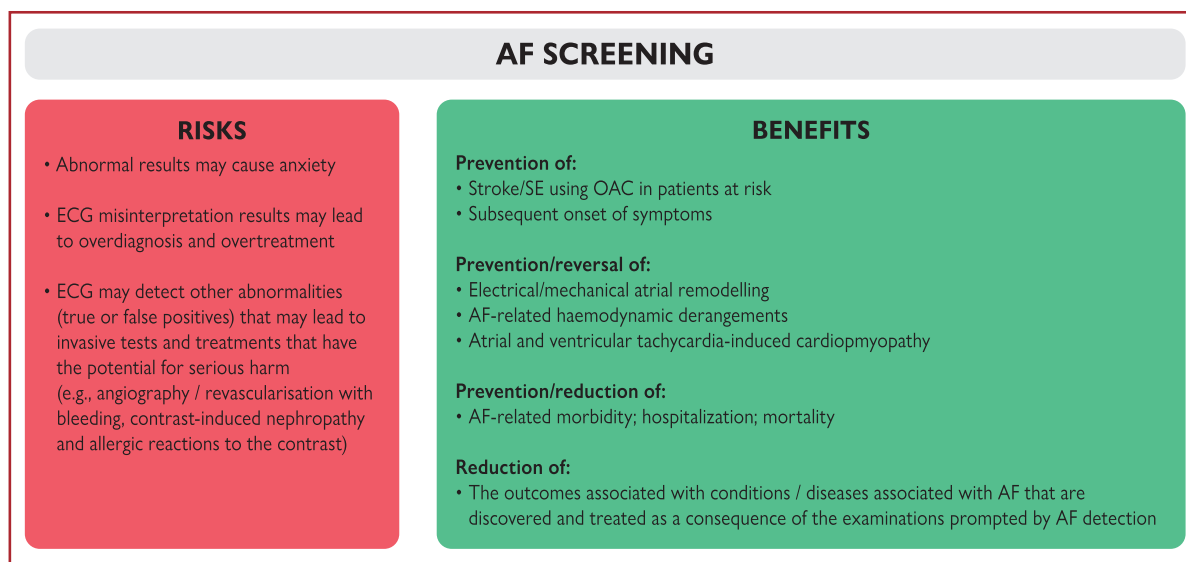 AF SCREENING
RISKS
• Abnormal results may cause anxiety
• ECG misinterpretation results may lead
to overdiagnosis and overtreatment
• ECG may detect other abnormalities
(true or false positives) that may lead to
invasive tests and treatments that have
the potential for serious harm
(e.g., angiography / revascularisation with
bleeding, contrast-induced nephropathy
and allergic reactions to the contrast)
BENEFITS
Prevention of:
• Stroke/SE using OAC in patients at risk
• Subsequent onset of symptoms
Prevention/reversal of:
• Electrical/mechanical atrial remodelling
• AF-related haemodynamic derangements
• Atrial and ventricular tachycardia-induced cardiopmyopathy
Prevention/reduction of:
• AF-related morbidity; hospitalization; mortality
Reduction of:
• The outcomes associated with conditions / diseases associated with AF that are
discovered and treated as a consequence of the examinations prompted by AF detection